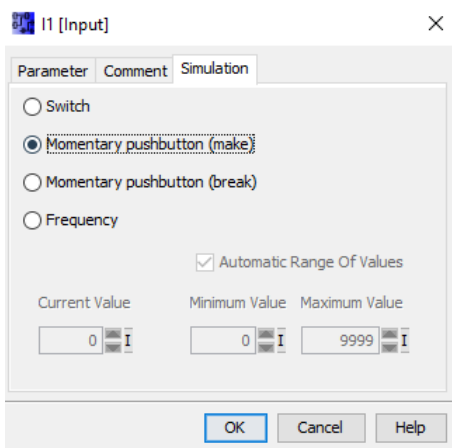 I1 [Input]
Parameter Comment Simulation
Switch
Momentary pushbutton (make)
Momentary pushbutton (break)
Frequency
Automatic Range Of Values
Current Value Minimum Value Maximum Value
0 I 0 I 9999 I
OK Cancel Help